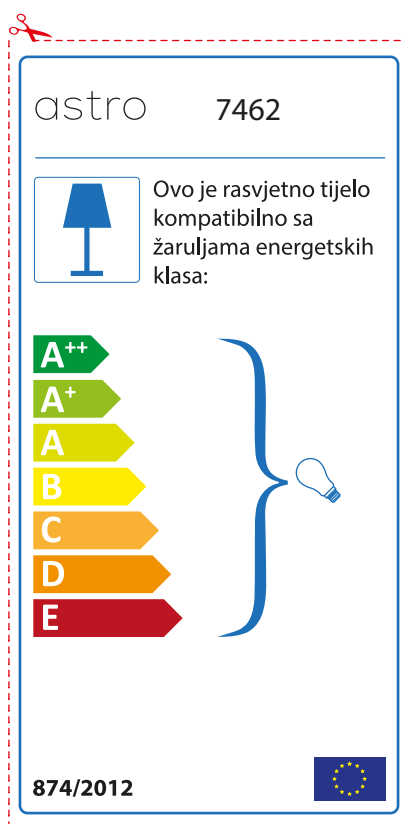 astro 7462
Ovo je rasvjetno tijelo
kompatibilno sa
žaruljama energetskih
klasa:
A++
A+
A
B
C
D
E
874/2012